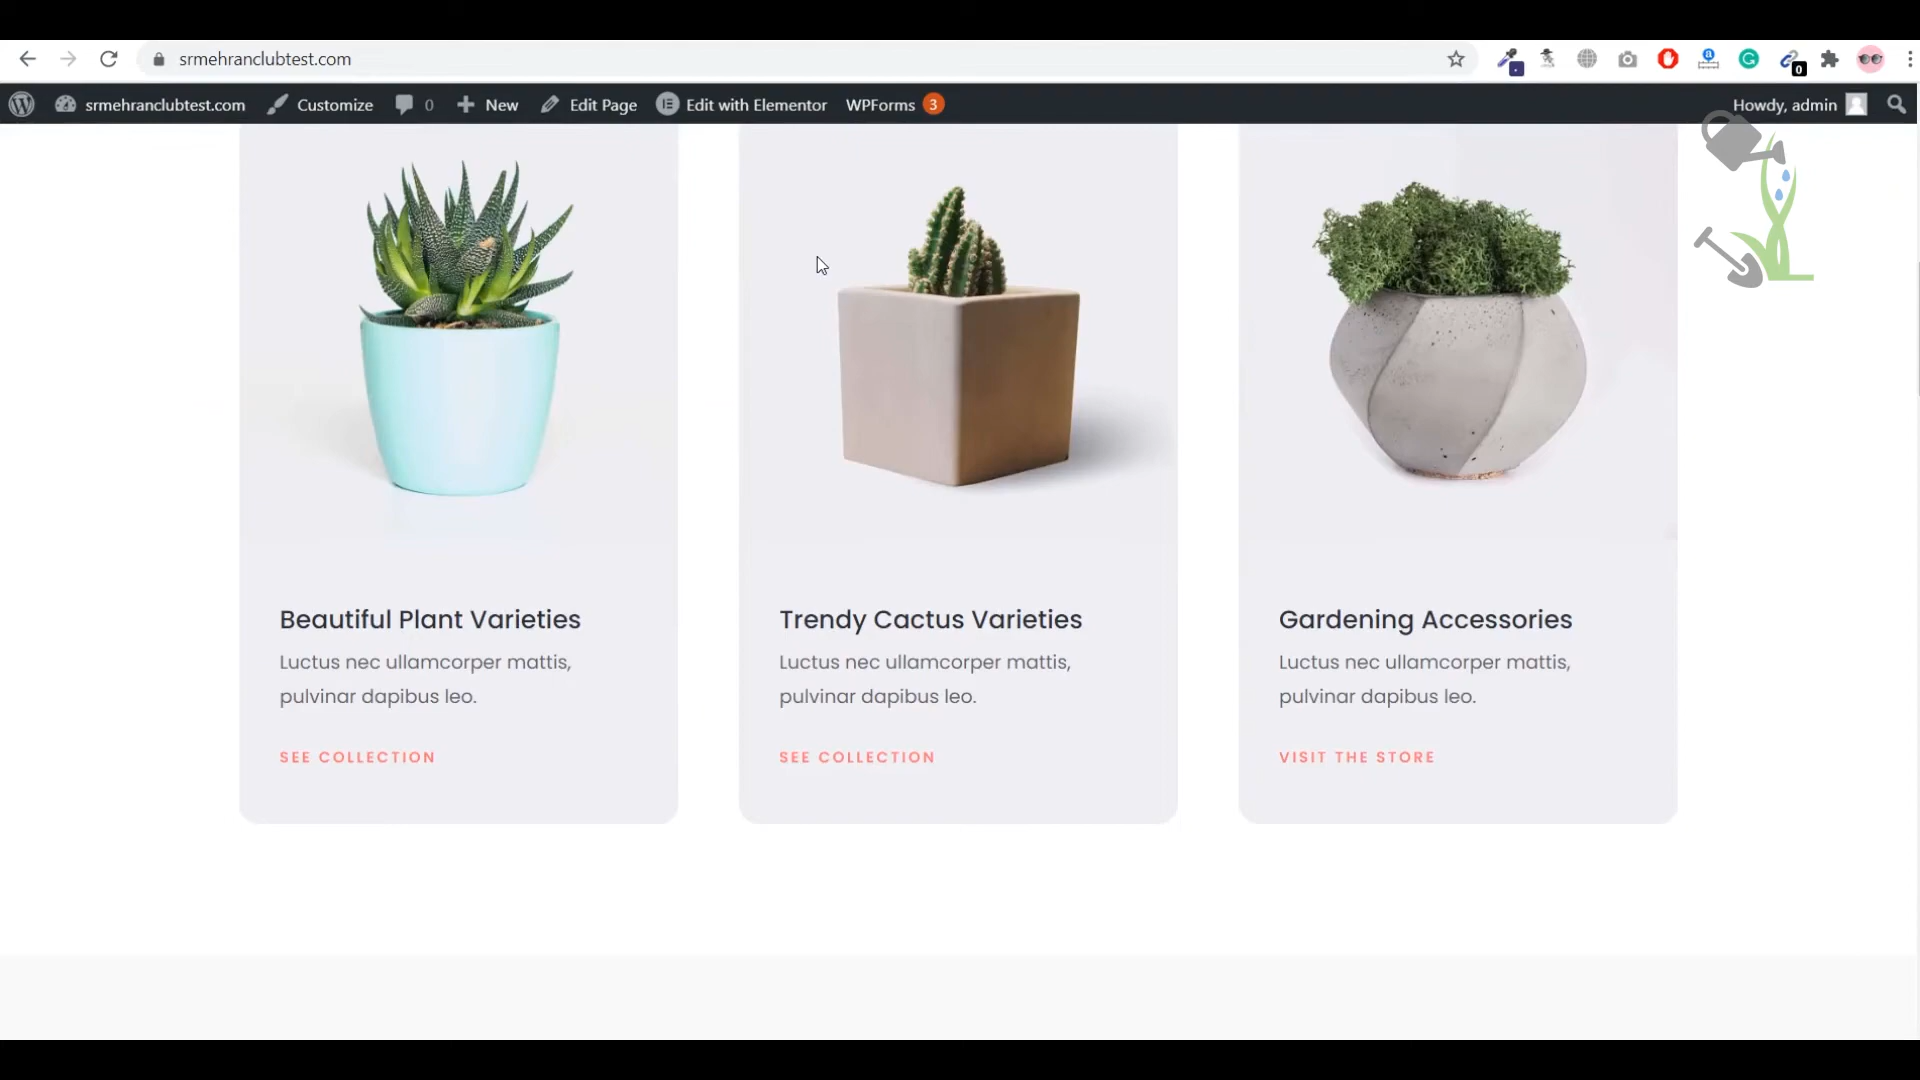 srmehranclubtest.com
srmehranclubtest.com Customize 0 New Edit Page Edit with Elementor WPForms 3 Howdy, admin
0
Beautiful Plant Varieties
Luctus nec ullamcorper mattis,
pulvinar dapibus leo.
SEE COLLECTION
Trendy Cactus Varieties
Luctus nec ullamcorper mattis,
pulvinar dapibus leo.
SEE COLLECTION
Gardening Accessories
Luctus nec ullamcorper mattis,
pulvinar dapibus leo.
VISIT THE STORE